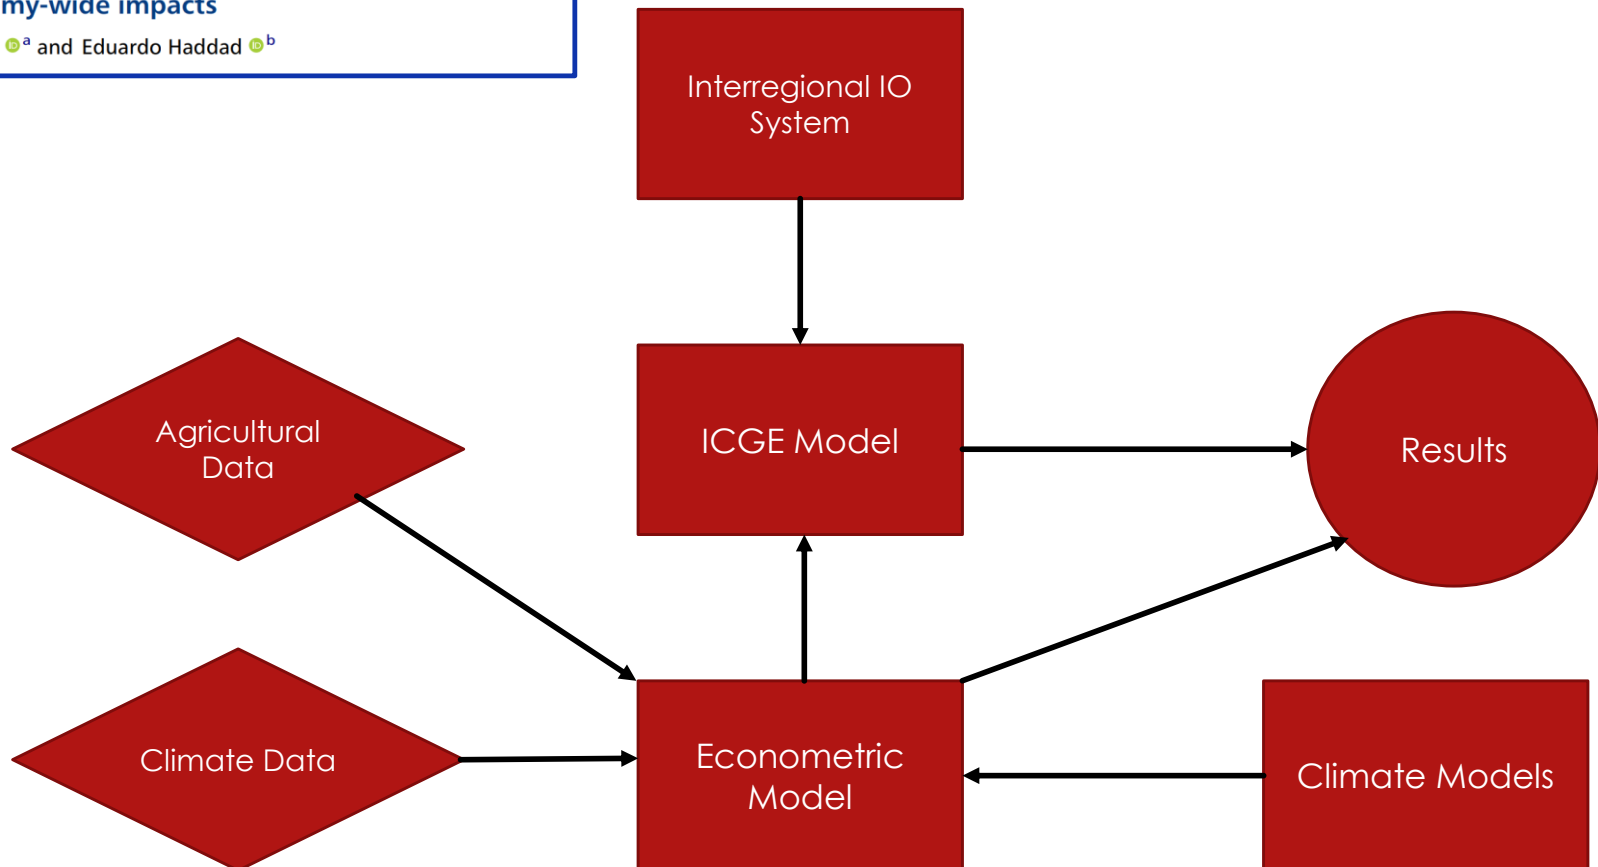 my-wide impacts
a and Eduardo Haddad b
Interregional IO
System
Agricultural
Data
ICGE Model
Results
Climate Data
Econometric
Model
Climate Models